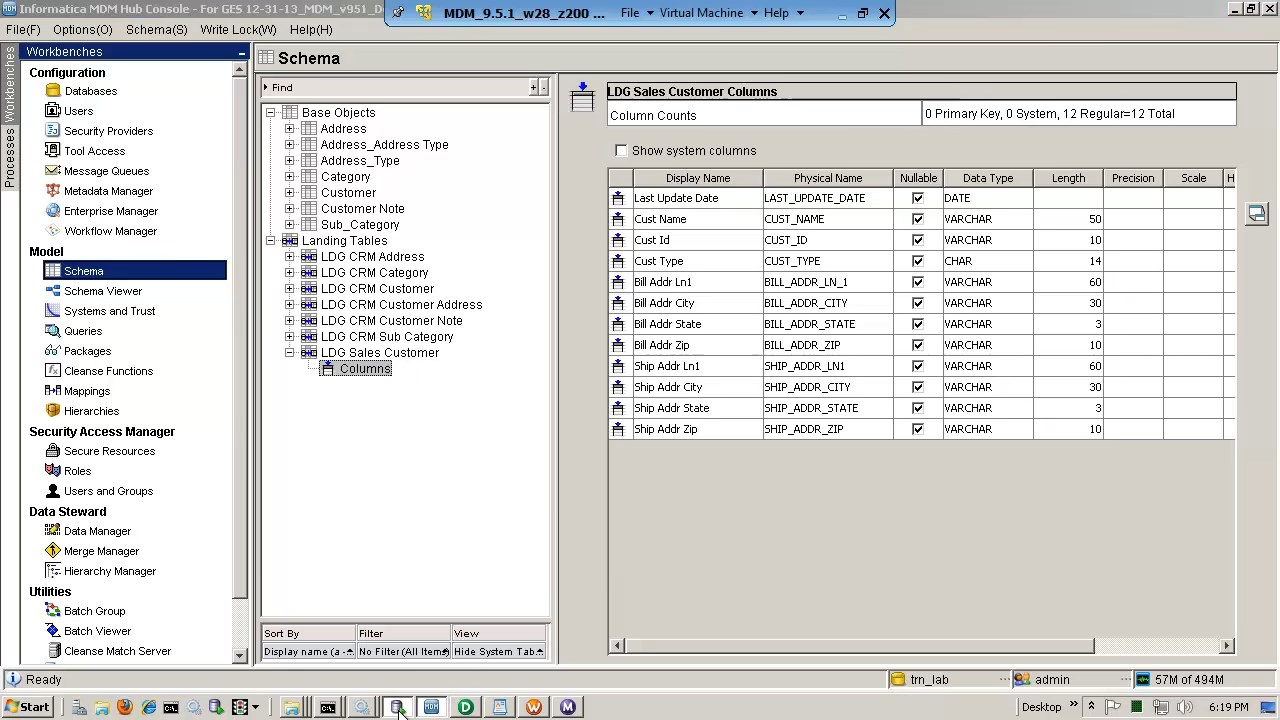 Informatica MDM Hub Console - For GES 12-31-13_MDM_v951_D
MDM_9.5.1_w28_z200 ...
File
Virtual Machine
Help
File(F)
Options(O)
Schema(S)
Write Lock(W)
Help(H)
Workbenches
Processes
Workbenches
Configuration
Databases
Users
Security Providers
Tool Access
Message Queues
Metadata Manager
Enterprise Manager
Workflow Manager
Model
Schema
Schema Viewer
Systems and Trust
Queries
Packages
Cleanse Functions
Mappings
Hierarchies
Security Access Manager
Secure Resources
Roles
Users and Groups
Data Steward
Data Manager
Merge Manager
Hierarchy Manager
Utilities
Batch Group
Batch Viewer
Cleanse Match Server
Schema
Find
Base Objects
Address
Address_Address Type
Address_Type
Category
Customer
Customer Note
Sub_Category
Landing Tables
LDG CRM Address
LDG CRM Category
LDG CRM Customer
LDG CRM Customer Address
LDG CRM Customer Note
LDG CRM Sub Category
LDG Sales Customer
Columns
Sort By Filter View
Display name (a - No Filter (All Items) Hide System Tab
LDG Sales Customer Columns
Column Counts 0 Primary Key, 0 System, 12 Regular=12 Total
Show system columns
Display Name Physical Name Nullable Data Type Length Precision Scale H
Last Update Date LAST_UPDATE_DATE DATE
Cust Name CUST_NAME VARCHAR 50
Cust Id CUST_ID VARCHAR 10
Cust Type CUST_TYPE CHAR 14
Bill Addr Ln1 BILL_ADDR_LN_1 VARCHAR 60
Bill Addr City BILL_ADDR_CITY VARCHAR 30
Bill Addr State BILL_ADDR_STATE VARCHAR 3
Bill Addr Zip BILL_ADDR_ZIP VARCHAR 10
Ship Addr Ln1 SHIP_ADDR_LN1 VARCHAR 60
Ship Addr City SHIP_ADDR_CITY VARCHAR 30
Ship Addr State SHIP_ADDR_STATE VARCHAR 3
Ship Addr Zip SHIP_ADDR_ZIP VARCHAR 10
Ready
trn_lab
admin
57M of 494M
Start
Desktop
6:19 PM